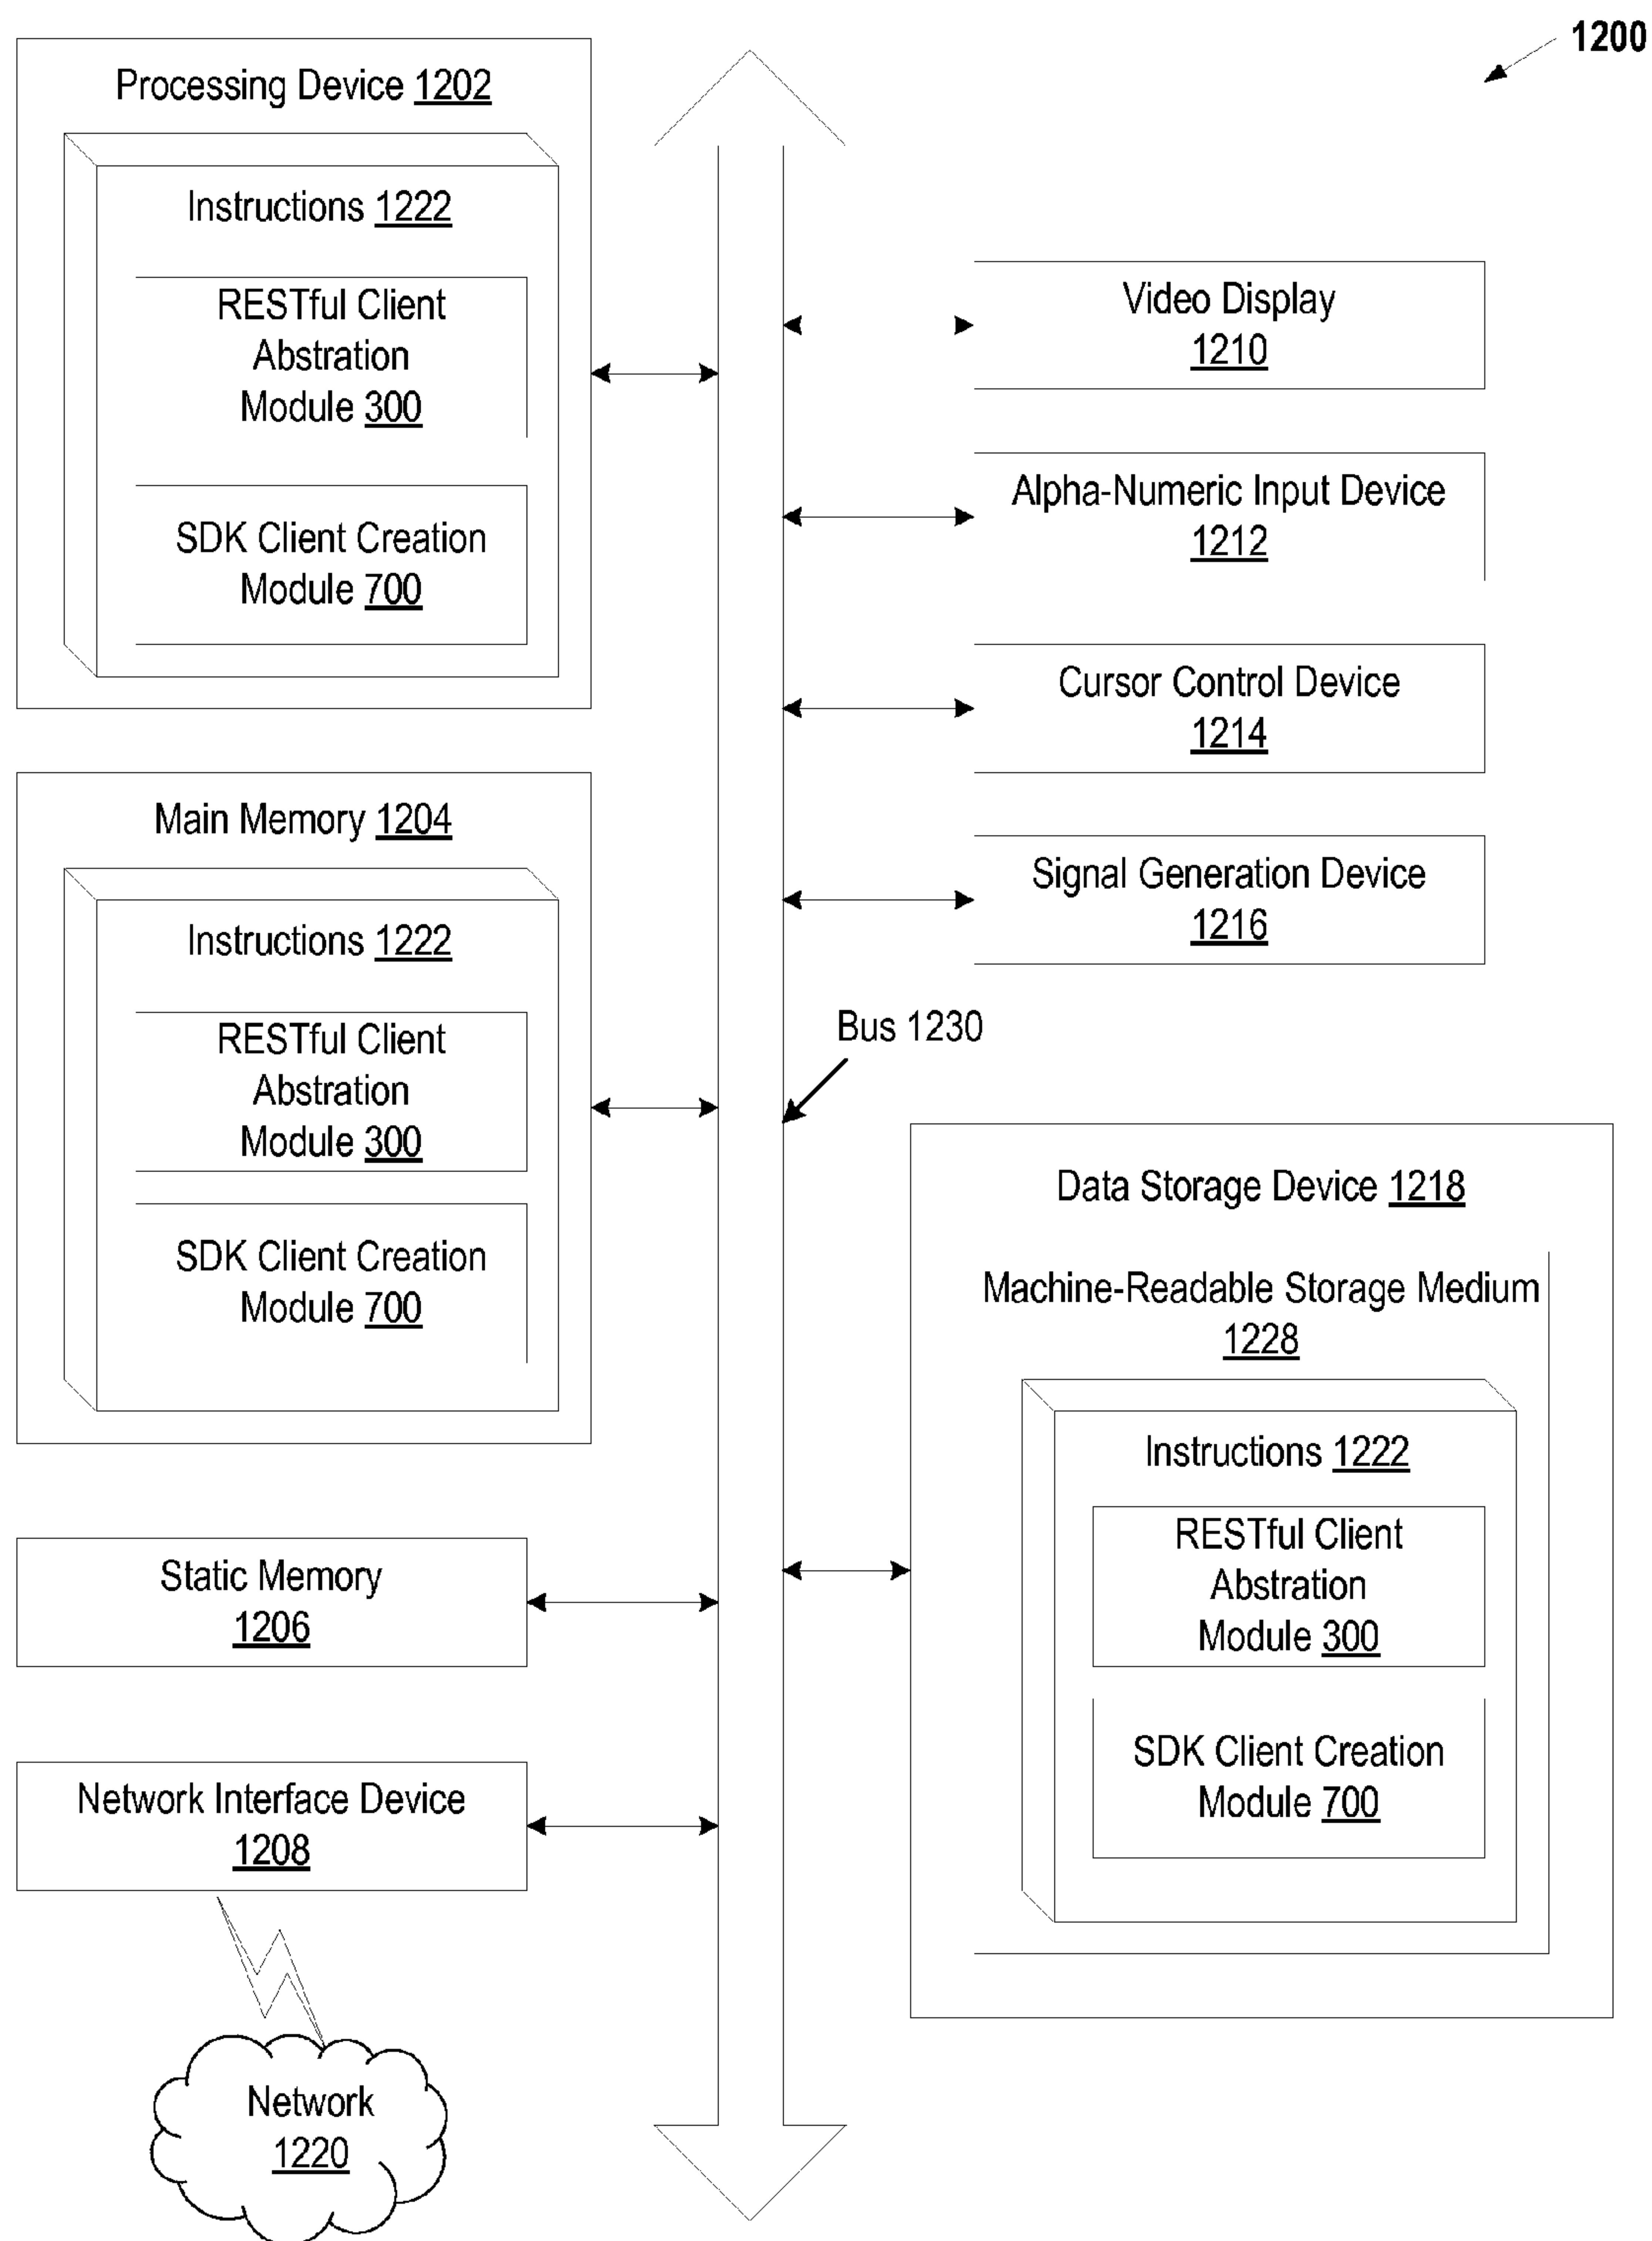 1200
Processing Device 1202
Instructions 1222
RESTful Client
Abstration
Module 300
SDK Client Creation
Module 700
Main Memory 1204
Instructions 1222
RESTful Client
Abstration
Module 300
SDK Client Creation
Module 700
Static Memory
1206
Network Interface Device
1208
Network
1220
Video Display
1210
Alpha-Numeric Input Device
1212
Cursor Control Device
1214
Signal Generation Device
1216
Bus 1230
Data Storage Device 1218
Machine-Readable Storage Medium
1228
Instructions 1222
RESTful Client
Abstration
Module 300
SDK Client Creation
Module 700